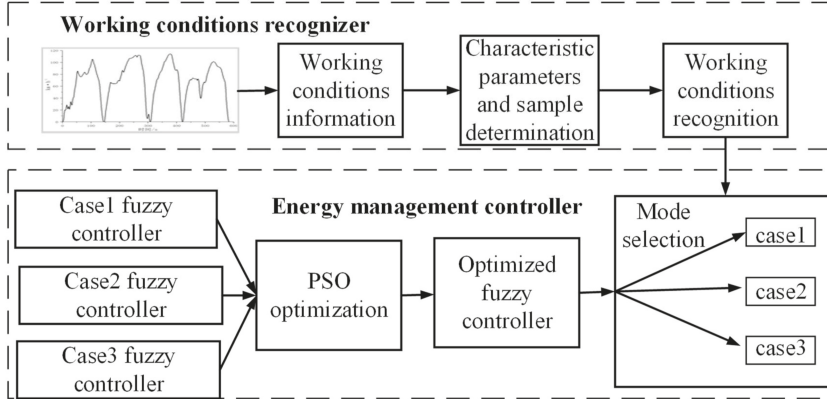 Working conditions recognizer
Working
conditions
information
Characteristic
parameters
and sample
determination
Working
conditions
recognition
Energy management controller
Case1 fuzzy
controller
Case2 fuzzy
controller
Case3 fuzzy
controller
PSO
optimization
Optimized
fuzzy
controller
Mode
selection
case1
case2
case3